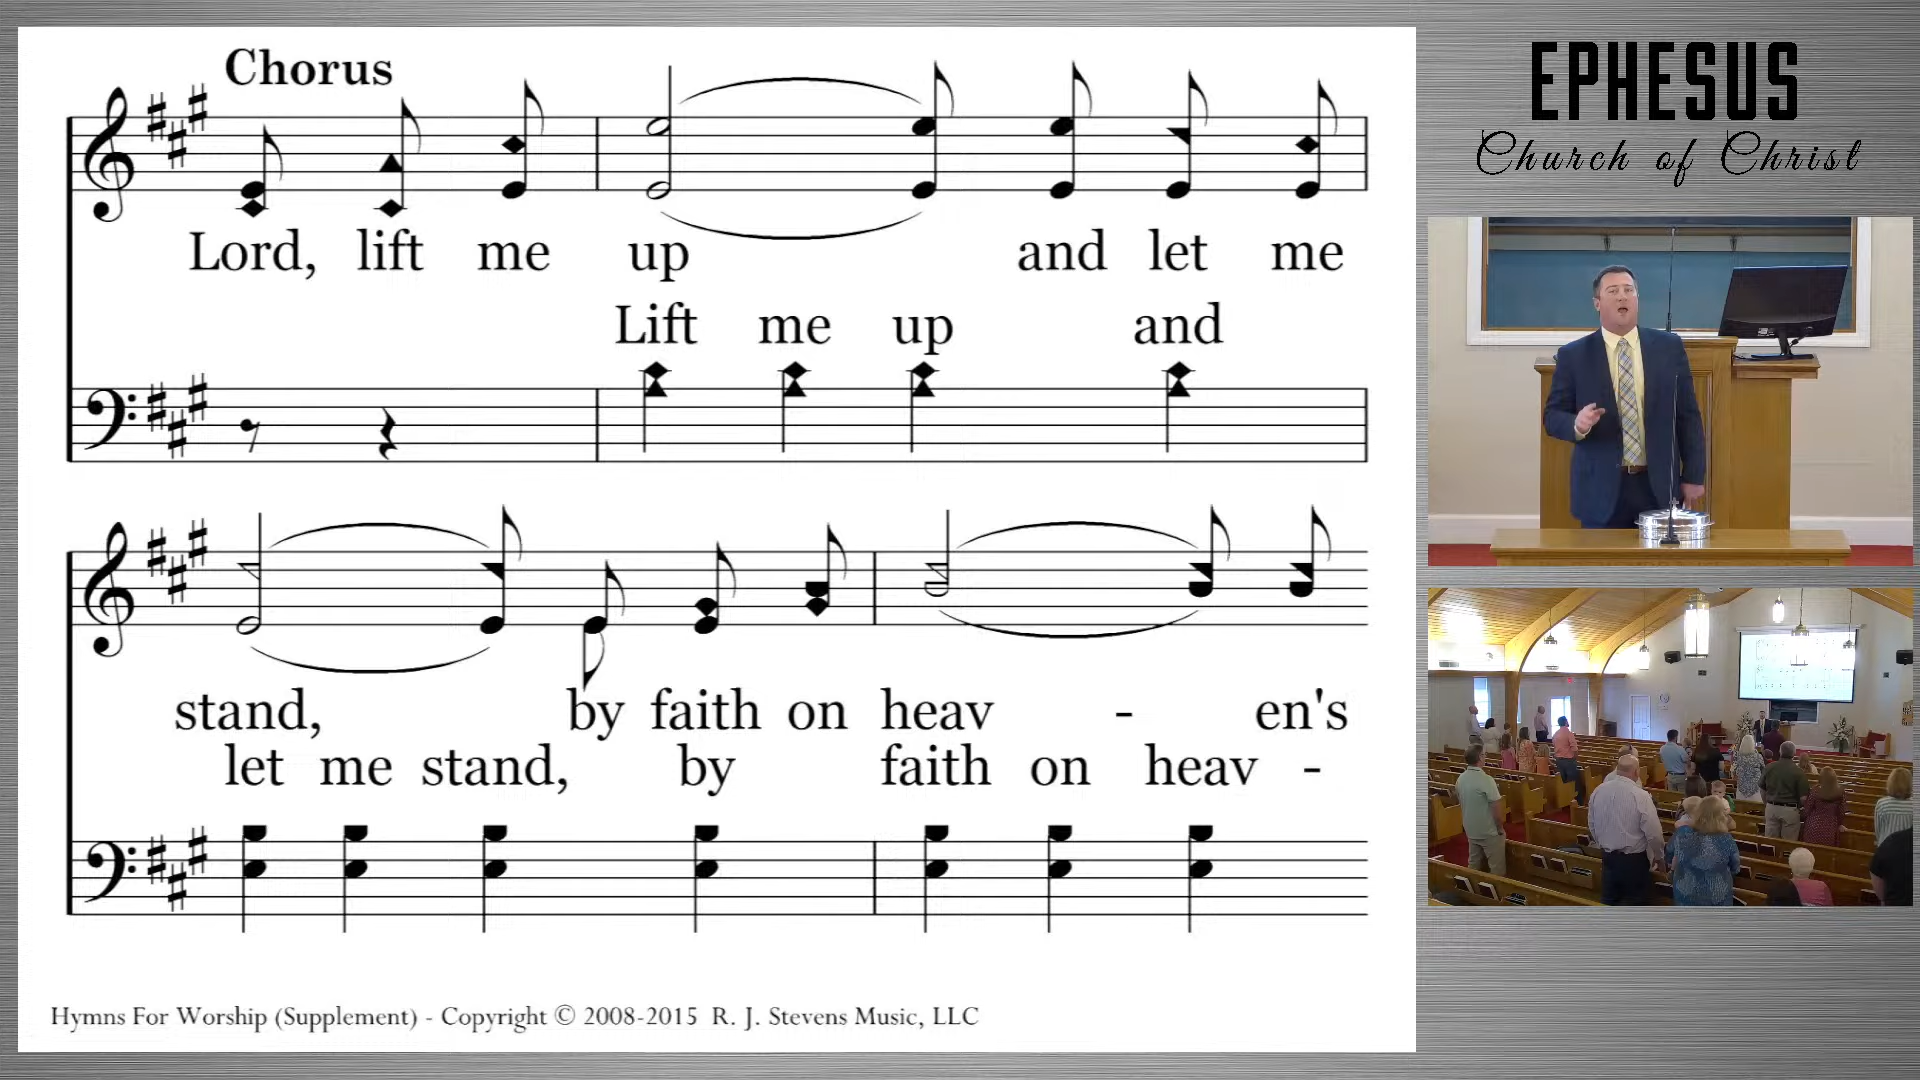 Chorus
Lord, lift me up and let me
Lift me up and
stand, by faith on heav - en's
let me stand, by faith on heav -
Hymns For Worship (Supplement) - Copyright © 2008-2015 R. J. Stevens Music, LLC
EPHESUS
Church of Christ